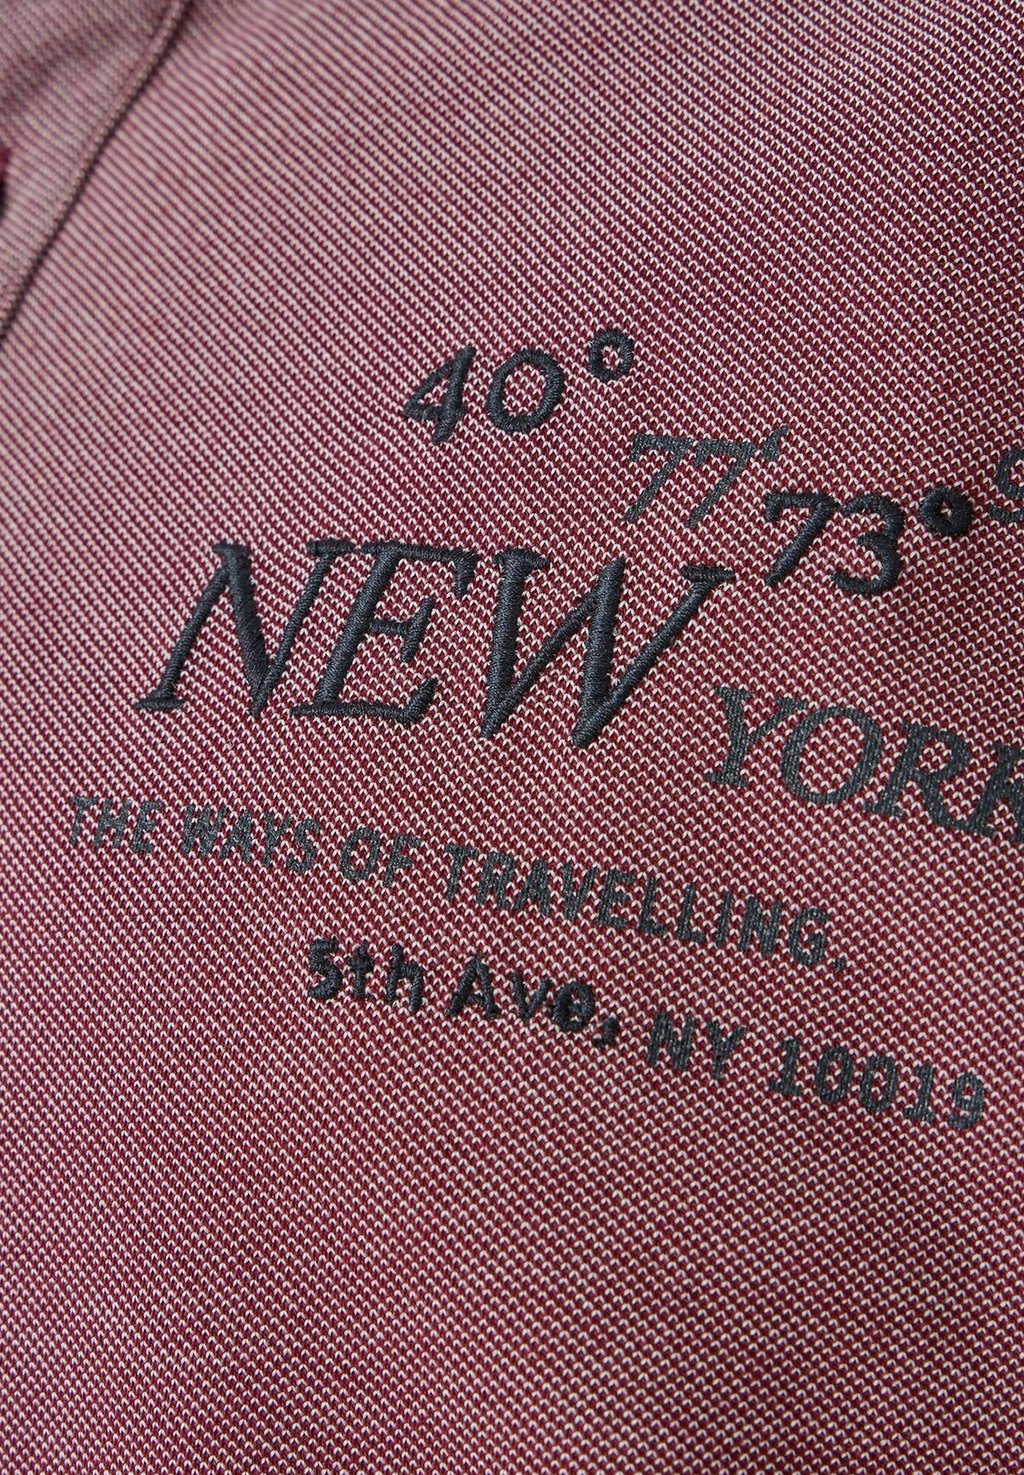 40° 77' 73°
NEW YORK
THE WAYS OF TRAVELLING.
5th Ave, NY 10019